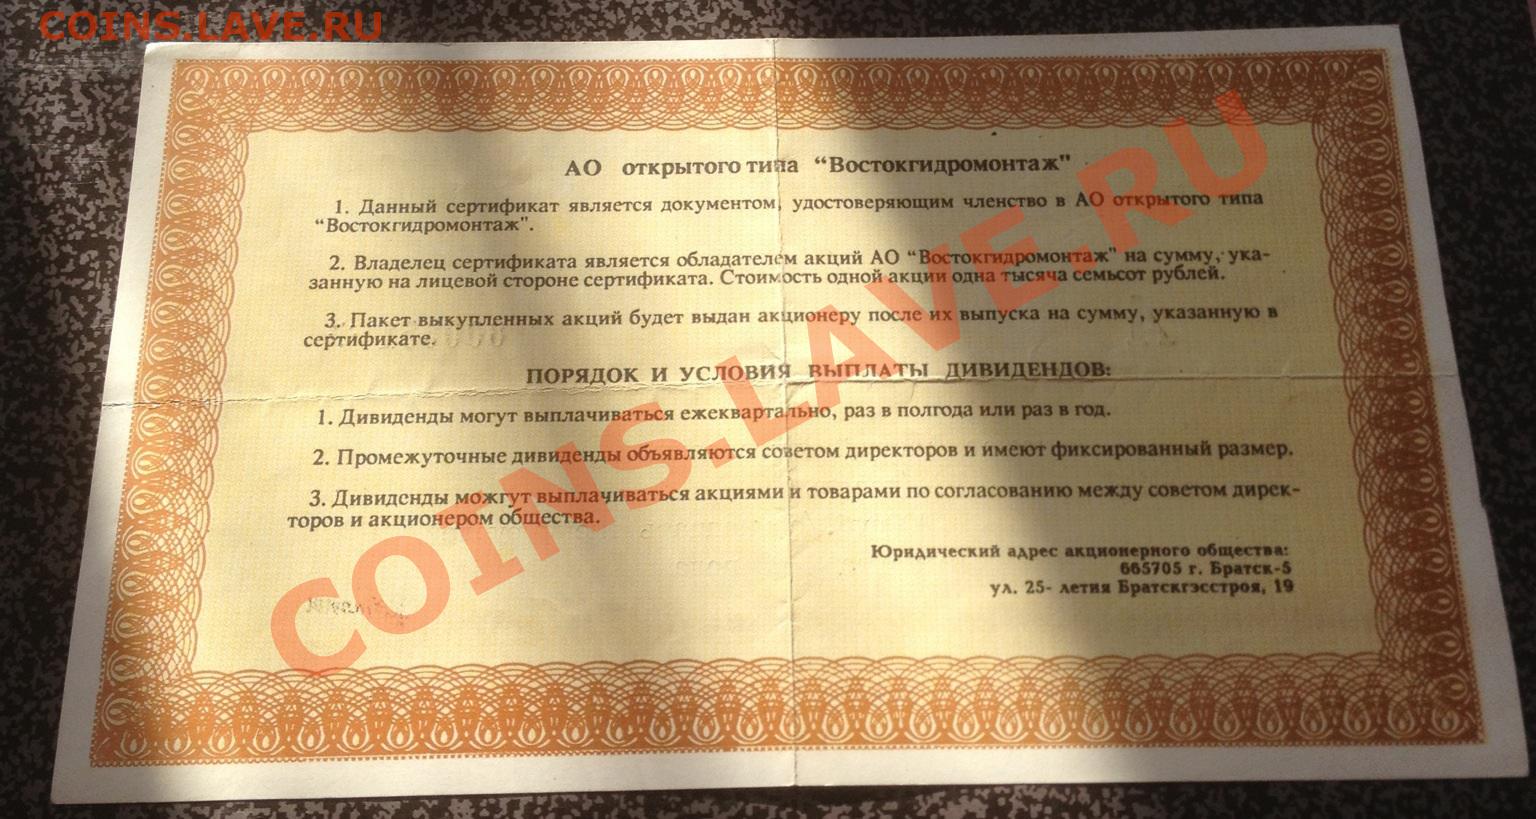 COINS.LAVE.RU
АО открытого типа “Востокгидромонтаж"
1. Данный сертификат является документом, удостоверяющим членство в АО открытого типа
“Востокгидромонтаж".
2. Владелец сертификата является обладателем акций АО “Востокгидромонтаж" на сумму, ука-
занную на лицевой стороне сертификата. Стоимость одной акции одна тысяча семьсот рублей.
3. Пакет выкупленных акций будет выдан акционеру после их выпуска на сумму, указанную в
сертификате.
ПОРЯДОК И УСЛОВИЯ ВЫПЛАТЫ ДИВИДЕНДОВ:
1. Дивиденды могут выплачиваться ежеквартально, раз в полгода или раз в год.
2. Промежуточные дивиденды объявляются советом директоров и имеют фиксированный размер.
3. Дивиденды можгут выплачиваться акциями и товарами по согласованию между советом дирек-
торов и акционером общества.
Юридический адрес акционерного общества:
665705 г. Братск-5
ул. 25- летия Братскгэсстроя, 19
COINS.LAVE.RU